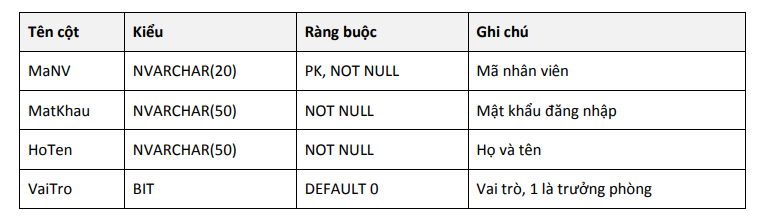 Tên cột Kiểu Ràng buộc Ghi chú
MaNV NVARCHAR(20) PK, NOT NULL Mã nhân viên
MatKhau NVARCHAR(50) NOT NULL Mật khẩu đăng nhập
HoTen NVARCHAR(50) NOT NULL Họ và tên
VaiTro BIT DEFAULT 0 Vai trò, 1 là trưởng phòng